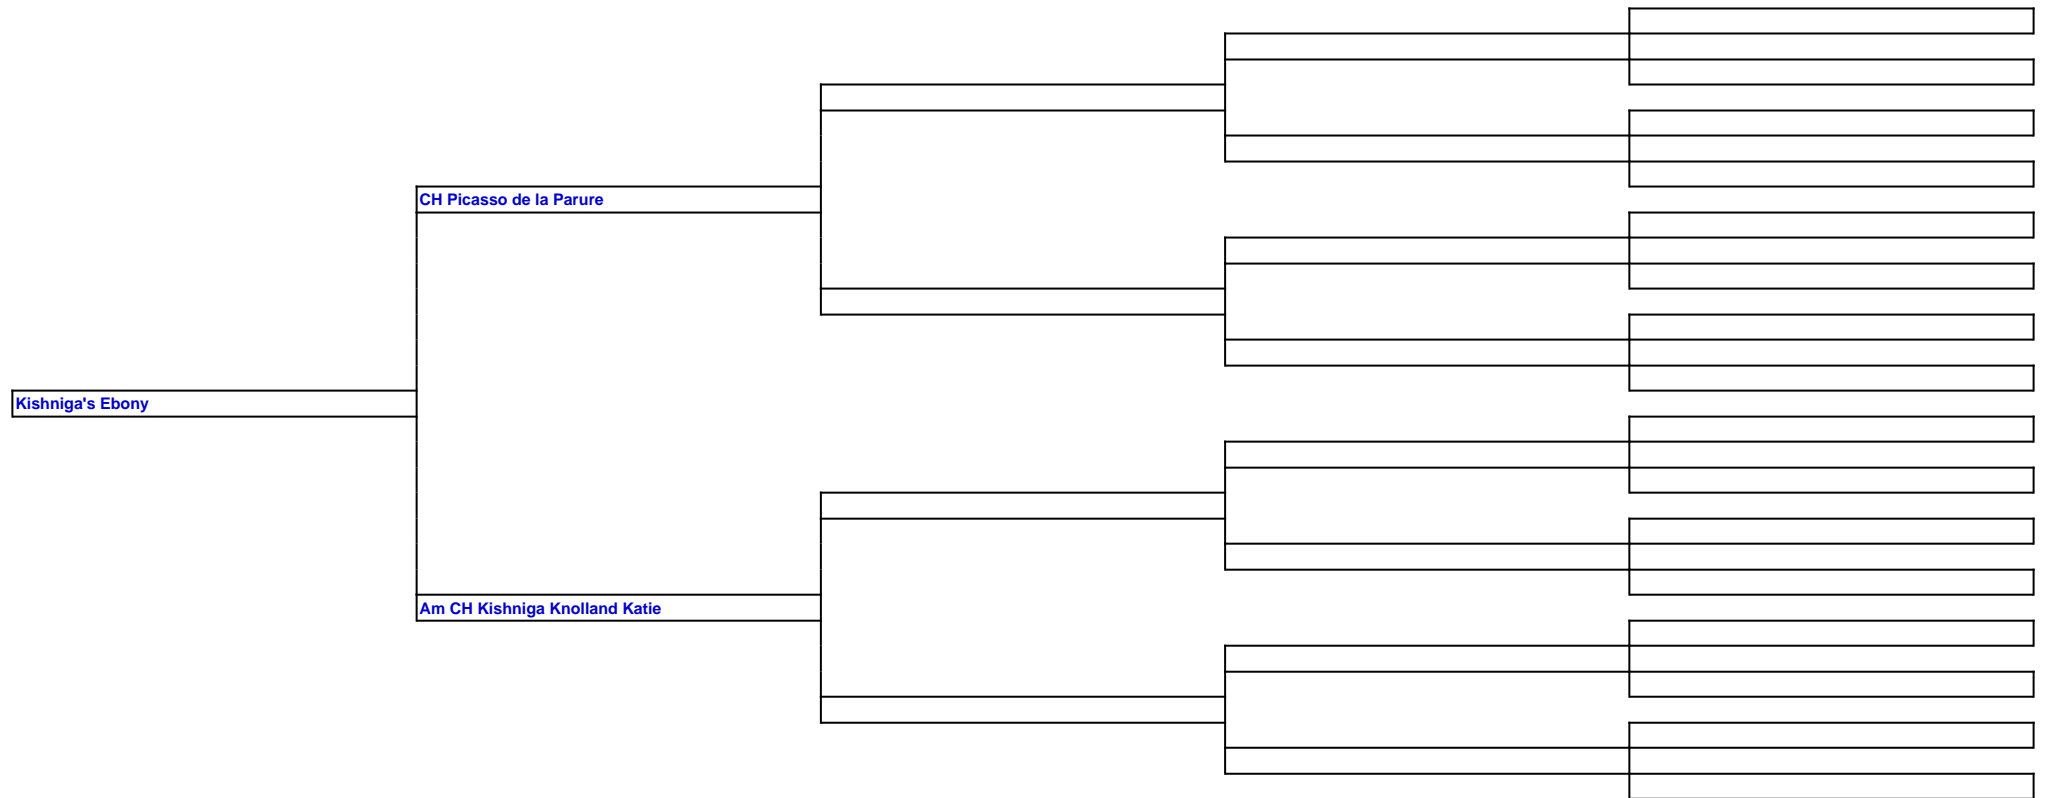 CH Picasso de la Parure
Kishniga's Ebony
Am CH Kishniga Knolland Katie